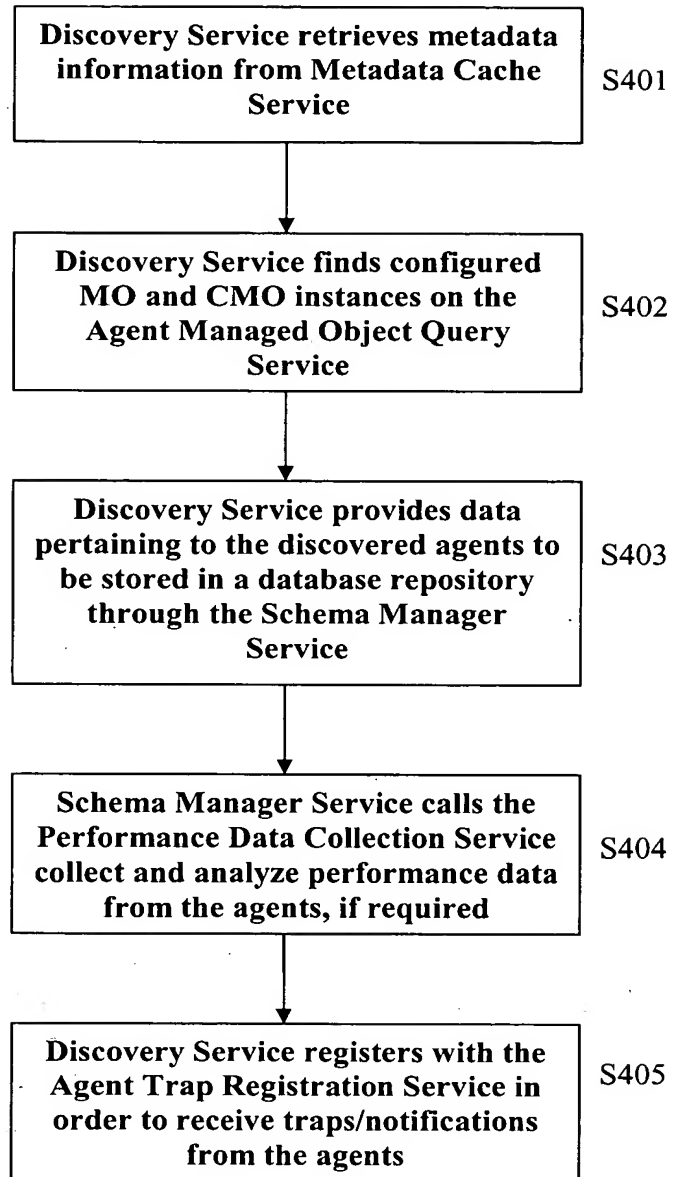 Discovery Service retrieves metadata
information from Metadata Cache
Service
S401
Discovery Service finds configured
MO and CMO instances on the
Agent Managed Object Query
Service
S402
Discovery Service provides data
pertaining to the discovered agents to
be stored in a database repository
through the Schema Manager
Service
S403
Schema Manager Service calls the
Performance Data Collection Service
collect and analyze performance data
from the agents, if required
S404
Discovery Service registers with the
Agent Trap Registration Service in
order to receive traps/notifications
from the agents
S405